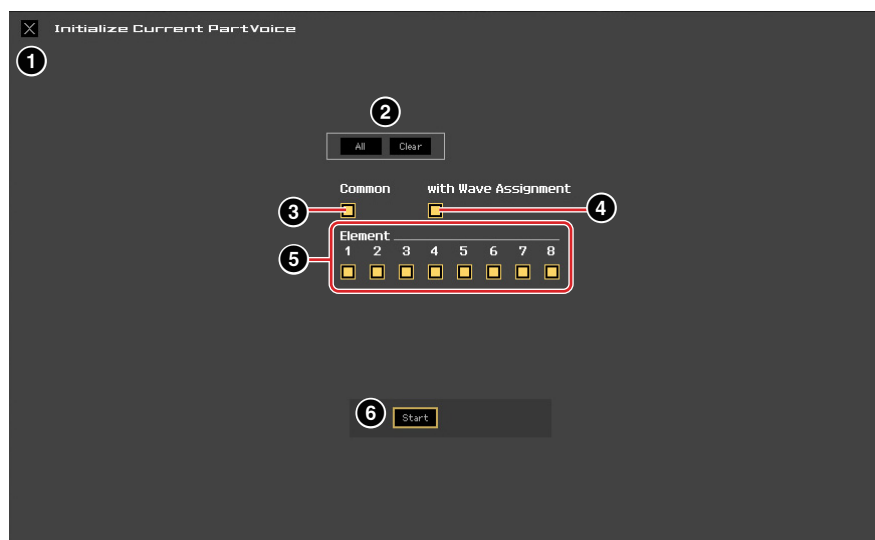 Initialize Current PartVoice
1
2
All Clear
Common with Wave Assignment
3 4
Element
5
1 2 3 4 5 6 7 8
6 Start